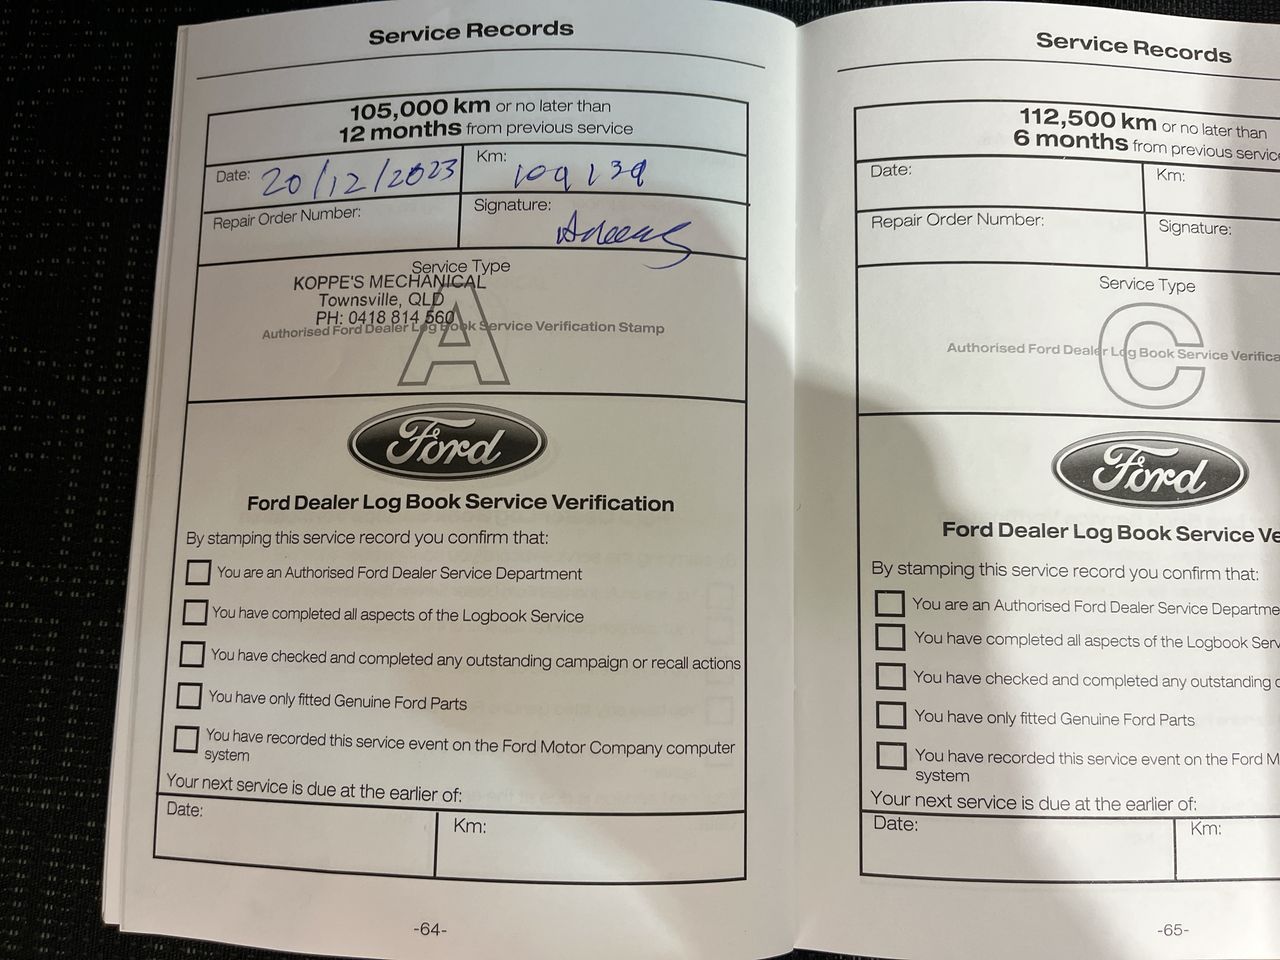 Service Records
105,000 km or no later than
12 months from previous service
Date: 20/12/2023
Km: 109139
Repair Order Number:
Signature:
Service Type
KOPPE'S MECHANICAL
Townsville, QLD
PH: 0418 814 560
Authorised Ford Dealer Log Book Service Verification Stamp
A
Ford
Ford Dealer Log Book Service Verification
By stamping this service record you confirm that:
You are an Authorised Ford Dealer Service Department
You have completed all aspects of the Logbook Service
You have checked and completed any outstanding campaign or recall actions
You have only fitted Genuine Ford Parts
You have recorded this service event on the Ford Motor Company computer
system
Your next service is due at the earlier of:
Date:
Km:
-64-
Service Records
112,500 km or no later than
6 months from previous service
Date:
Km:
Repair Order Number:
Signature:
Service Type
Authorised Ford Dealer Log Book Service Verifica
C
Ford
Ford Dealer Log Book Service Ve
By stamping this service record you confirm that:
You are an Authorised Ford Dealer Service Departme
You have completed all aspects of the Logbook Serv
You have checked and completed any outstanding c
You have only fitted Genuine Ford Parts
You have recorded this service event on the Ford M
system
Your next service is due at the earlier of:
Date:
Km:
-65-